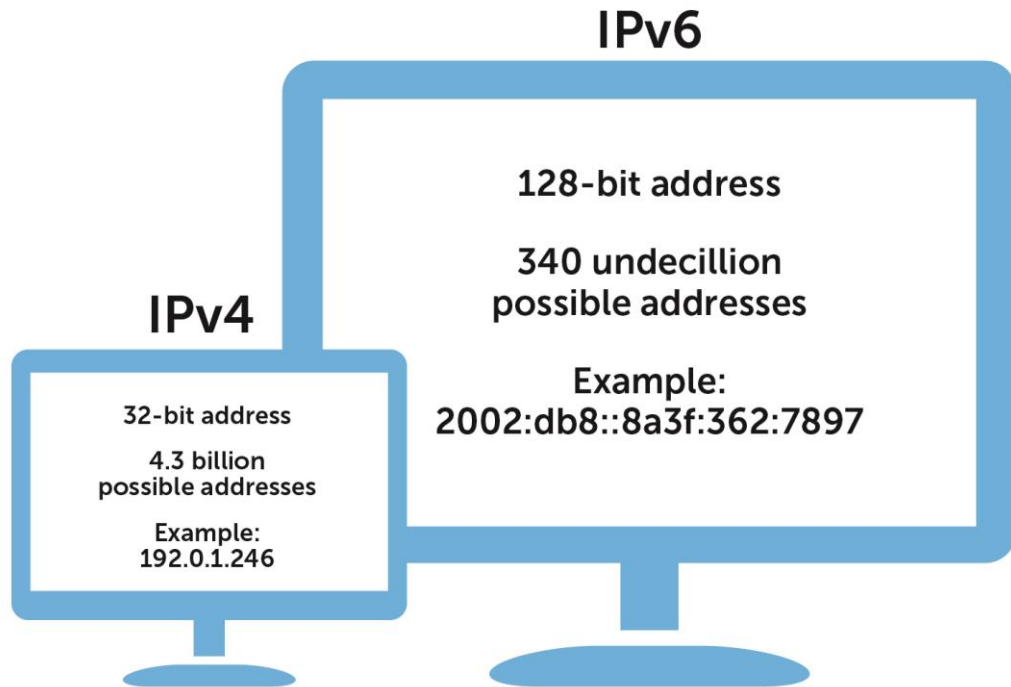 IPv6
128-bit address
340 undecillion
possible addresses
Example:
2002:db8::8a3f:362:7897
IPv4
32-bit address
4.3 billion
possible addresses
Example:
192.0.1.246